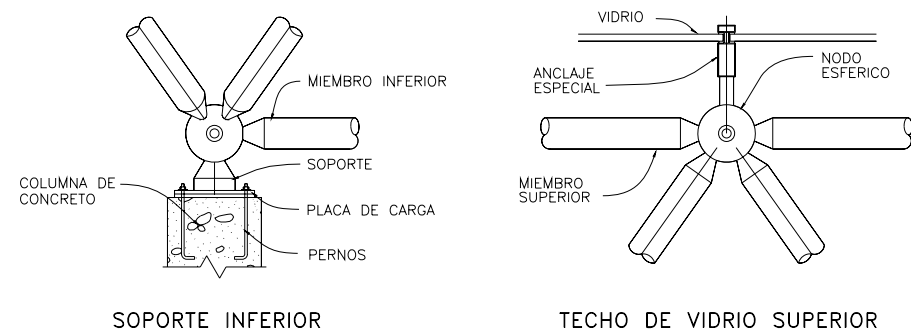 MIEMBRO INFERIOR
SOPORTE
COLUMNA DE
CONCRETO
PLACA DE CARGA
PERNOS
SOPORTE INFERIOR
VIDRIO
ANCLAJE
ESPECIAL
NODO
ESFERICO
MIEMBRO
SUPERIOR
TECHO DE VIDRIO SUPERIOR